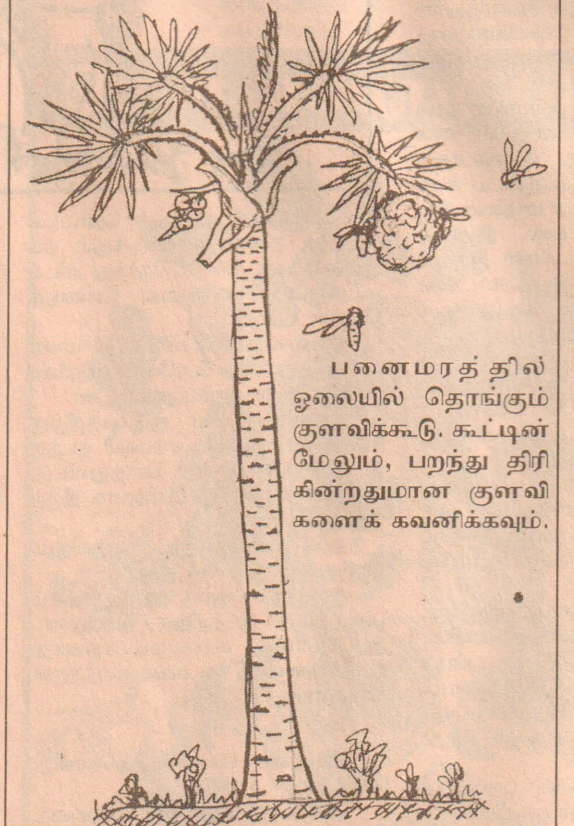 பனைமரத்தில்
ஓலையில் தொங்கும்
குளவிக்கூடு. கூட்டின்
மேலும், பறந்து திரி
கின்றதுமான குளவி
களைக் கவனிக்கவும்.